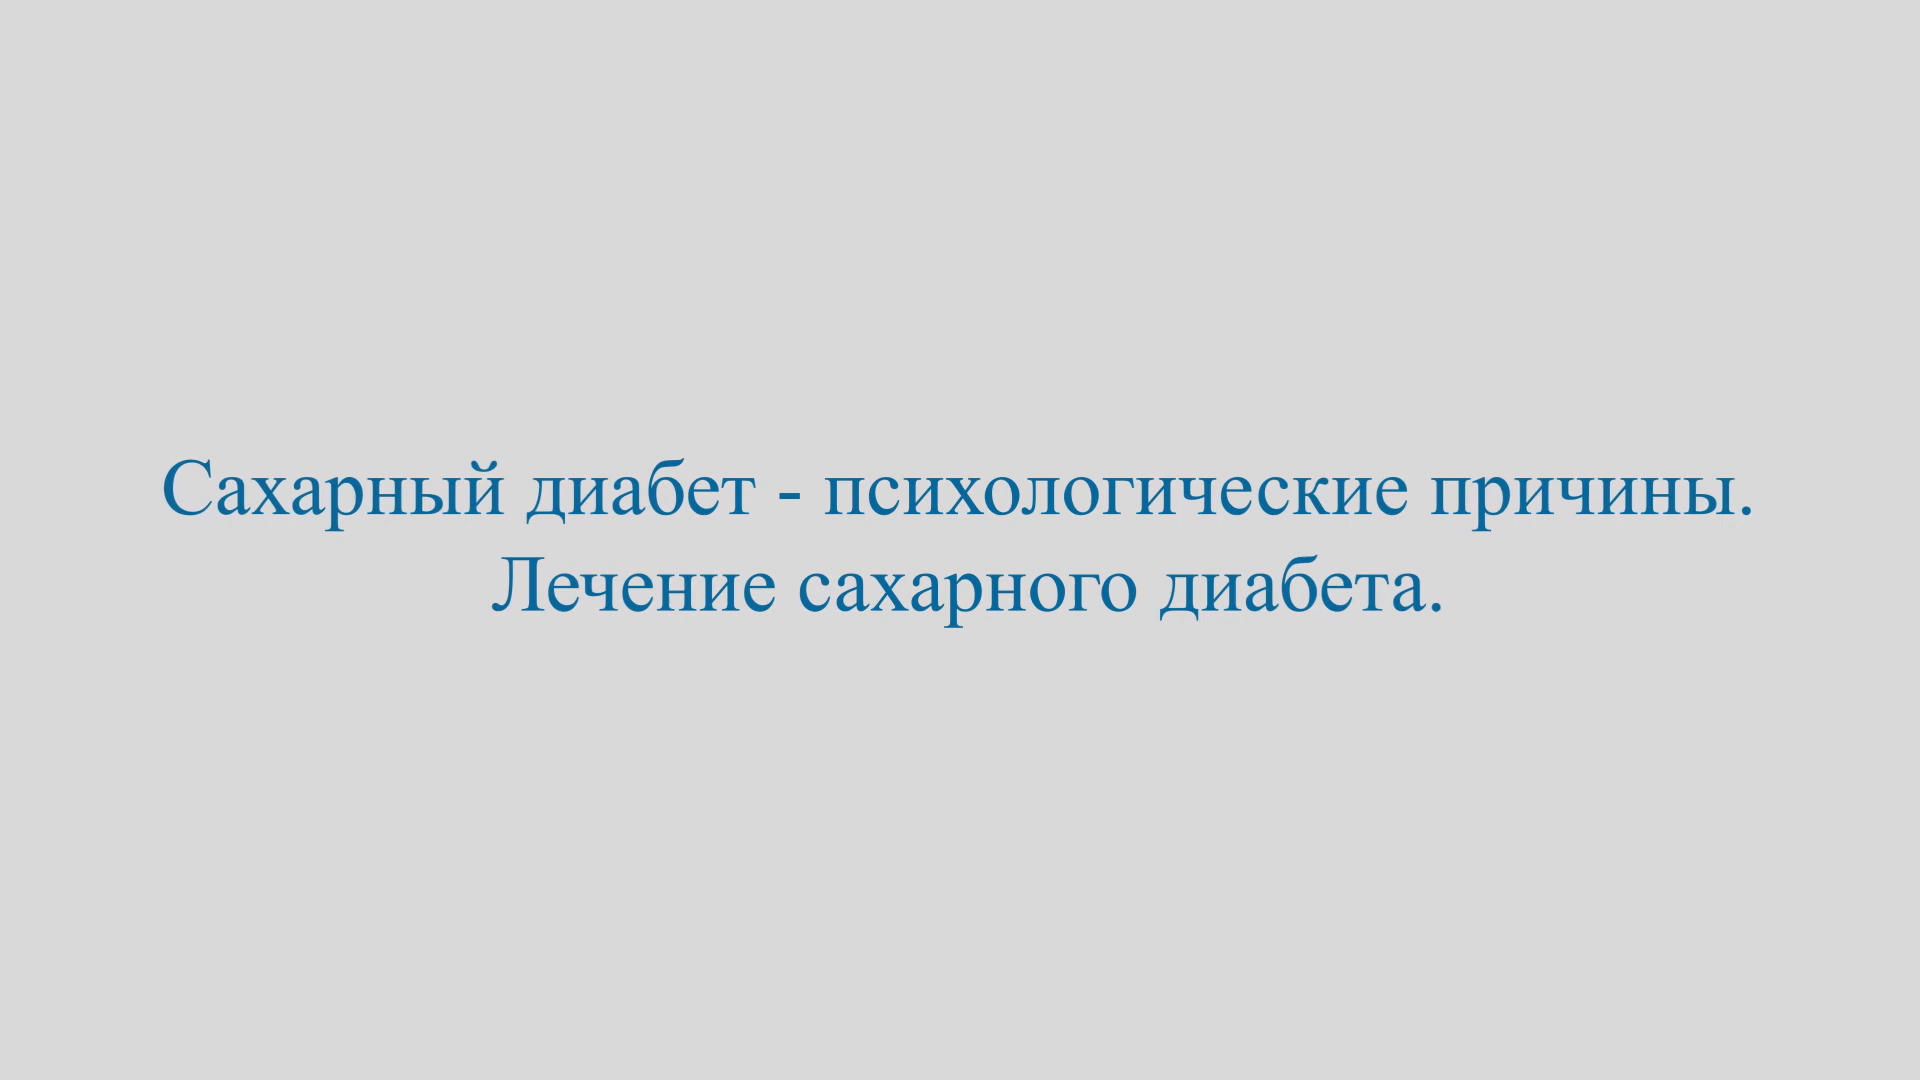 Сахарный диабет - психологические причины.
Лечение сахарного диабета.